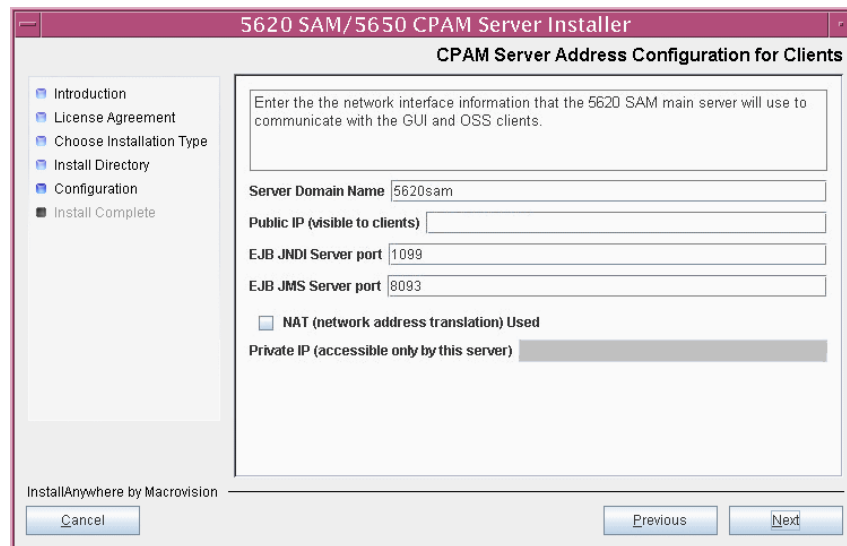 5620 SAM/5650 CPAM Server Installer
CPAM Server Address Configuration for Clients
Introduction
License Agreement
Choose Installation Type
Install Directory
Configuration
Install Complete
Enter the the network interface information that the 5620 SAM main server will use to
communicate with the GUI and OSS clients.
Server Domain Name 5620sam
Public IP (visible to clients)
EJB JNDI Server port 1099
EJB JMS Server port 8093
NAT (network address translation) Used
Private IP (accessible only by this server)
InstallAnywhere by Macrovision
Cancel Previous Next